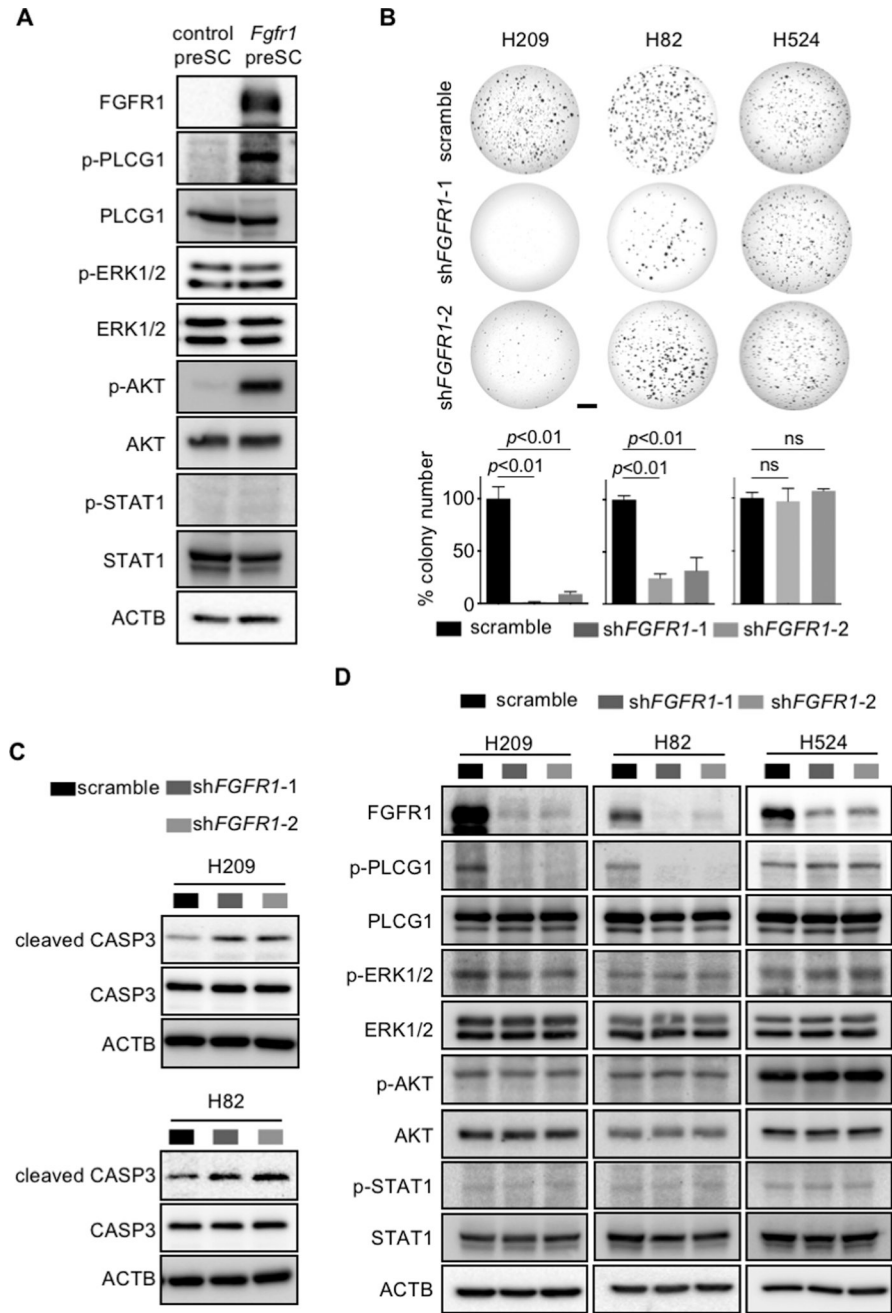 A
control
preSC
Fgfr1
preSC
FGFR1
p-PLCG1
PLCG1
p-ERK1/2
ERK1/2
p-AKT
AKT
p-STAT1
STAT1
ACTB
B
H209 H82 H524
scramble
shFGFR1-1
shFGFR1-2
p<0.01
p<0.01
p<0.01
p<0.01
ns
ns
% colony number
100
50
0
scramble shFGFR1-1 shFGFR1-2
C
scramble shFGFR1-1
shFGFR1-2
H209
cleaved CASP3
CASP3
ACTB
H82
cleaved CASP3
CASP3
ACTB
D
scramble shFGFR1-1 shFGFR1-2
H209 H82 H524
FGFR1
p-PLCG1
PLCG1
p-ERK1/2
ERK1/2
p-AKT
AKT
p-STAT1
STAT1
ACTB